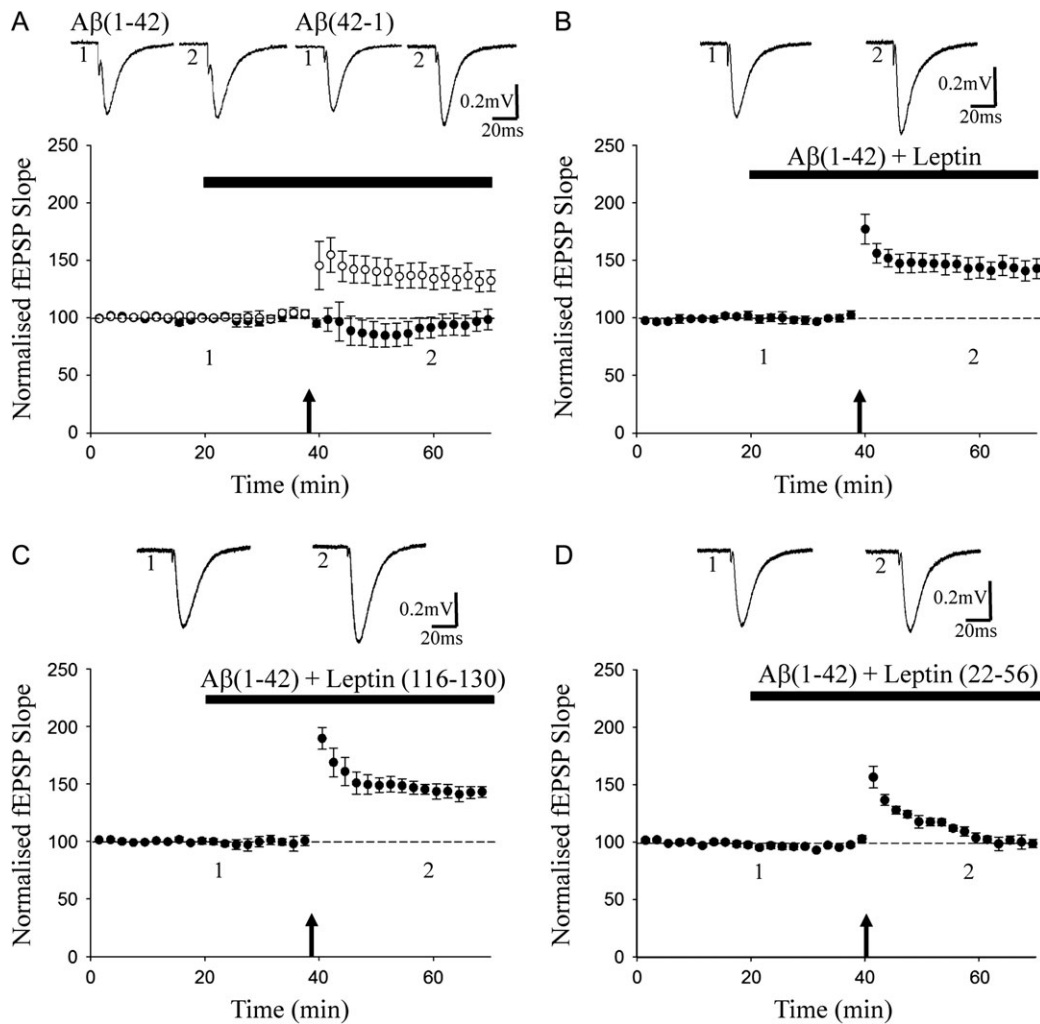 A
Aβ(1-42)
Aβ(42-1)
1
2
1
2
0.2mV
20ms
Normalised fEPSP Slope
250
200
150
100
50
0
1
2
0
20
40
60
Time (min)
B
1
2
0.2mV
20ms
Aβ(1-42) + Leptin
Normalised fEPSP Slope
250
200
150
100
50
0
1
2
0
20
40
60
Time (min)
C
1
2
0.2mV
20ms
Aβ(1-42) + Leptin (116-130)
Normalised fEPSP Slope
250
200
150
100
50
0
1
2
0
20
40
60
Time (min)
D
1
2
0.2mV
20ms
Aβ(1-42) + Leptin (22-56)
Normalised fEPSP Slope
250
200
150
100
50
0
1
2
0
20
40
60
Time (min)